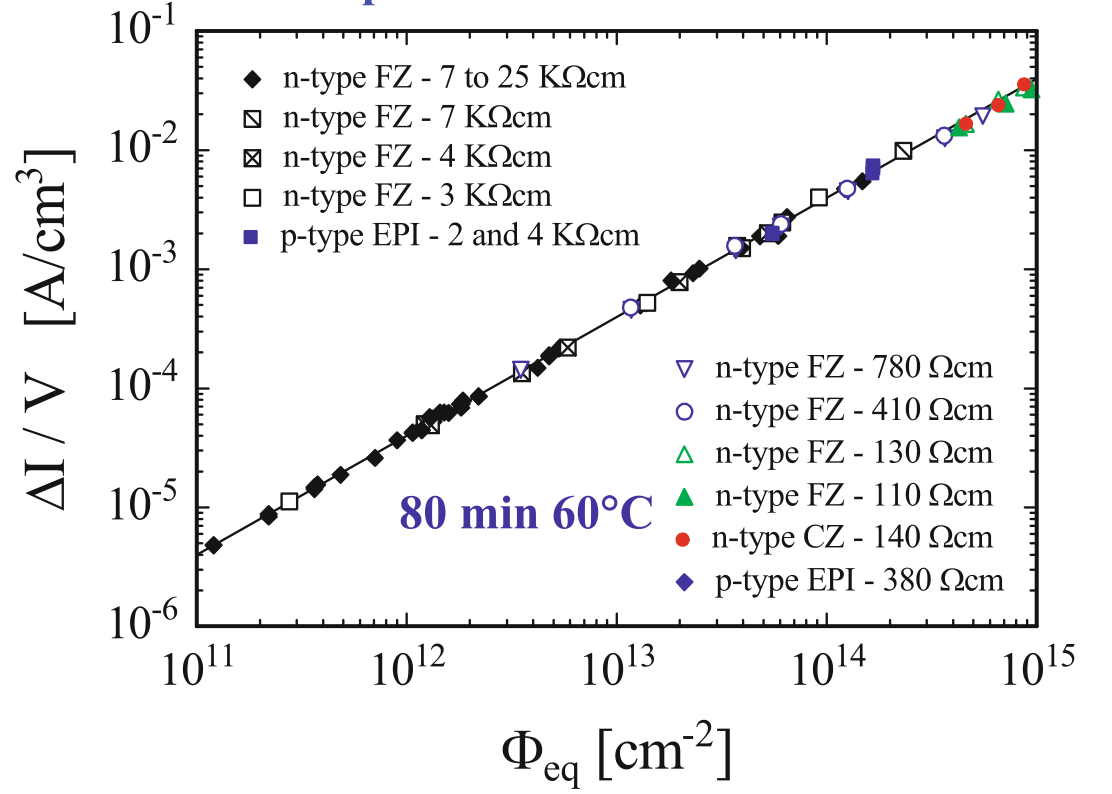 10⁻¹
10⁻²
10⁻³
10⁻⁴
10⁻⁵
10⁻⁶
ΔI / V [A/cm³]
n-type FZ - 7 to 25 KΩcm
n-type FZ - 7 KΩcm
n-type FZ - 4 KΩcm
n-type FZ - 3 KΩcm
p-type EPI - 2 and 4 KΩcm
n-type FZ - 780 Ωcm
n-type FZ - 410 Ωcm
n-type FZ - 130 Ωcm
n-type FZ - 110 Ωcm
n-type CZ - 140 Ωcm
p-type EPI - 380 Ωcm
80 min 60°C
10¹¹ 10¹² 10¹³ 10¹⁴ 10¹⁵
Φeq [cm⁻²]